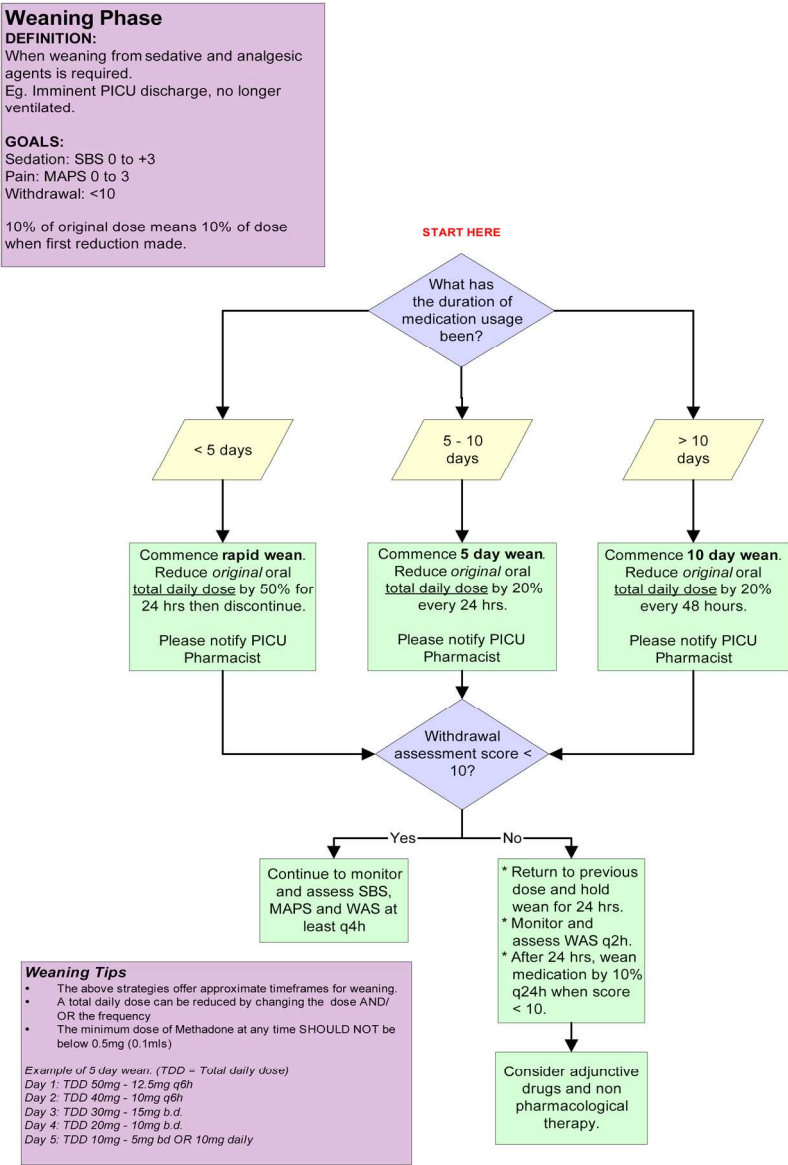 Weaning Phase
DEFINITION:
When weaning from sedative and analgesic
agents is required.
Eg. Imminent PICU discharge, no longer
ventilated.
GOALS:
Sedation: SBS 0 to +3
Pain: MAPS 0 to 3
Withdrawal: <10
10% of original dose means 10% of dose
when first reduction made.
START HERE
What has
the duration of
medication usage
been?
< 5 days
5 - 10
days
> 10
days
Commence rapid wean.
Reduce original oral
total daily dose by 50% for
24 hrs then discontinue.
Please notify PICU
Pharmacist
Commence 5 day wean.
Reduce original oral
total daily dose by 20%
every 24 hrs.
Please notify PICU
Pharmacist
Commence 10 day wean.
Reduce original oral
total daily dose by 20%
every 48 hours.
Please notify PICU
Pharmacist
Withdrawal
assessment score <
10?
Yes
No
Continue to monitor
and assess SBS,
MAPS and WAS at
least q4h
* Return to previous
dose and hold
wean for 24 hrs.
* Monitor and
assess WAS q2h.
* After 24 hrs, wean
medication by 10%
q24h when score
< 10.
Consider adjunctive
drugs and non
pharmacological
therapy.
Weaning Tips
• The above strategies offer approximate timeframes for weaning.
• A total daily dose can be reduced by changing the dose AND/
OR the frequency
• The minimum dose of Methadone at any time SHOULD NOT be
below 0.5mg (0.1mls)
Example of 5 day wean. (TDD = Total daily dose)
Day 1: TDD 50mg - 12.5mg q6h
Day 2: TDD 40mg - 10mg q6h
Day 3: TDD 30mg - 15mg b.d.
Day 4: TDD 20mg - 10mg b.d.
Day 5: TDD 10mg - 5mg bd OR 10mg daily